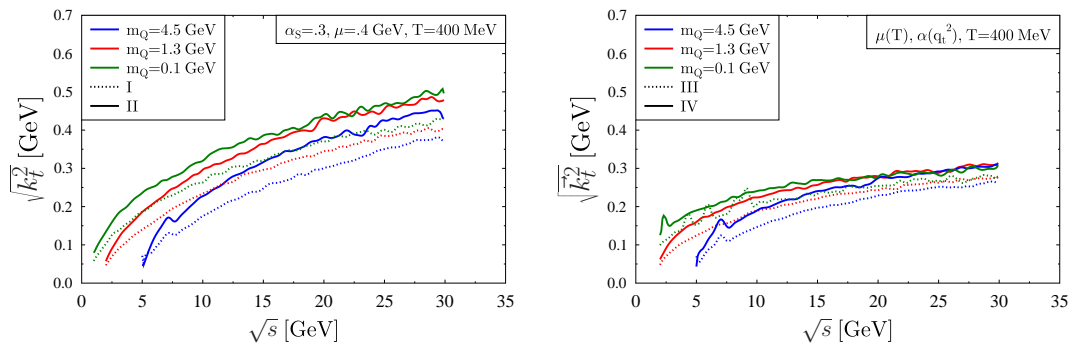 0.7
0.6
0.5
0.4
0.3
0.2
0.1
0.0
√k_t^2 [GeV]
m_Q=4.5 GeV
m_Q=1.3 GeV
m_Q=0.1 GeV
I
II
α_S=.3, μ=.4 GeV, T=400 MeV
0 5 10 15 20 25 30 35
√s [GeV]
0.7
0.6
0.5
0.4
0.3
0.2
0.1
0.0
√k⃗_t^2 [GeV]
m_Q=4.5 GeV
m_Q=1.3 GeV
m_Q=0.1 GeV
III
IV
μ(T), α(q_t^2), T=400 MeV
0 5 10 15 20 25 30 35
√s [GeV]